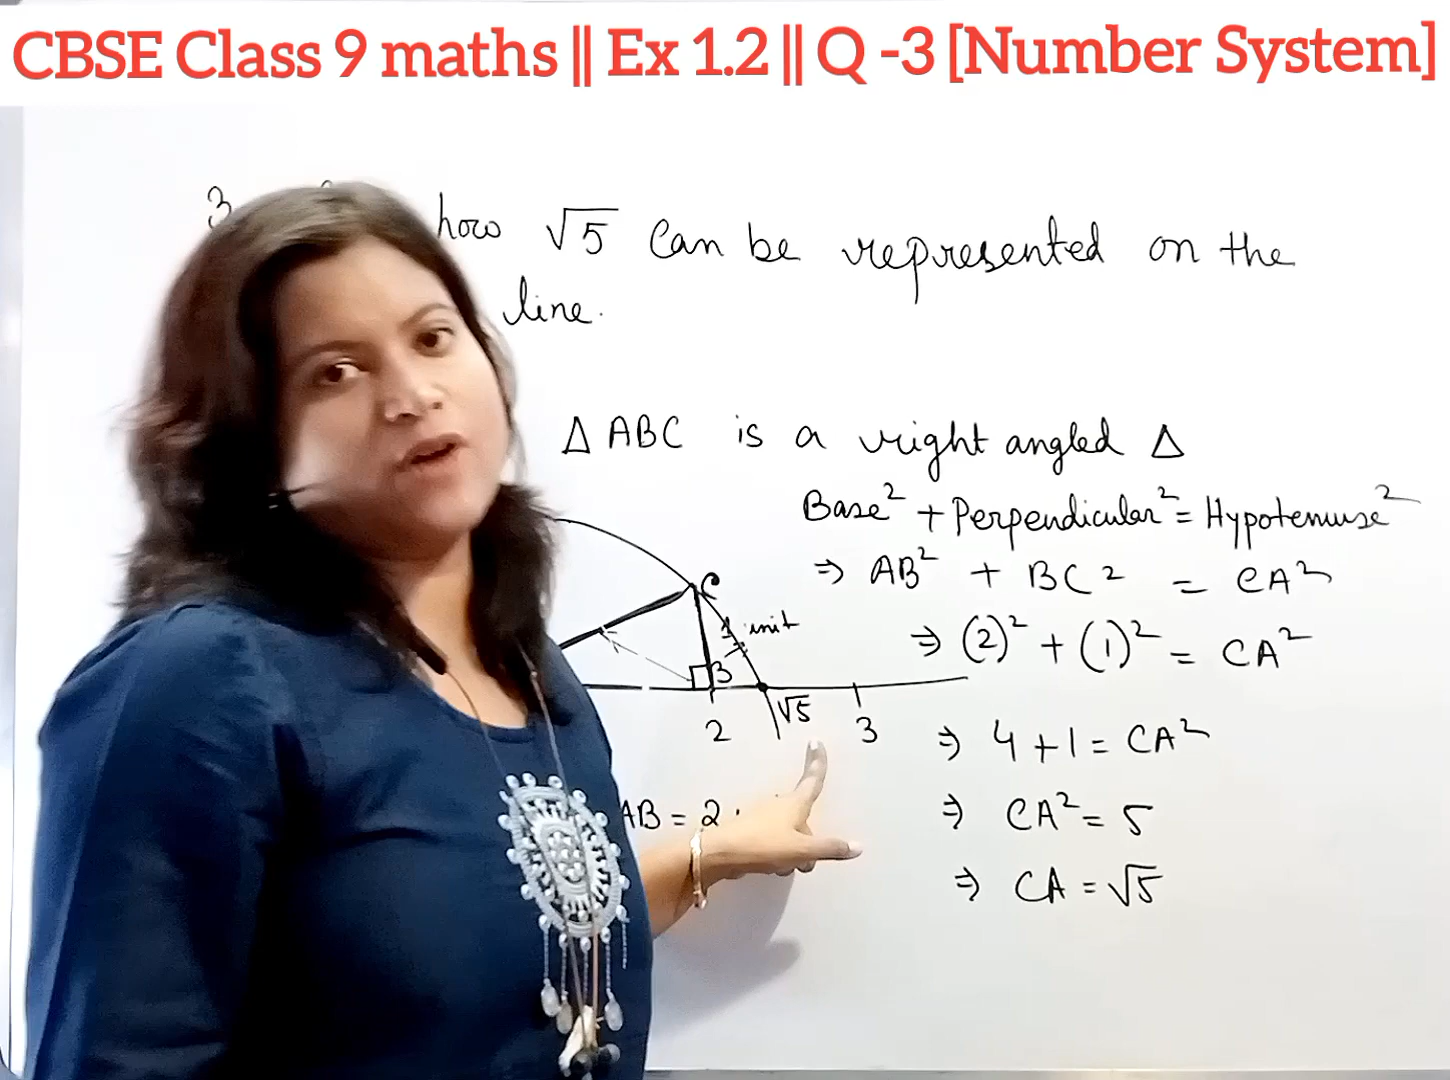 CBSE Class 9 maths || Ex 1.2 || Q -3 [Number System]
3 how √5 Can be represented on the
line.
Δ ABC is a right angled Δ
Base² + Perpendicular² = Hypotenuse²
⇒ AB² + BC² = CA²
⇒ (2)² + (1)² = CA²
⇒ 4 + 1 = CA²
⇒ CA² = 5
⇒ CA = √5
C
1 unit
B
2 √5 3
AB = 2